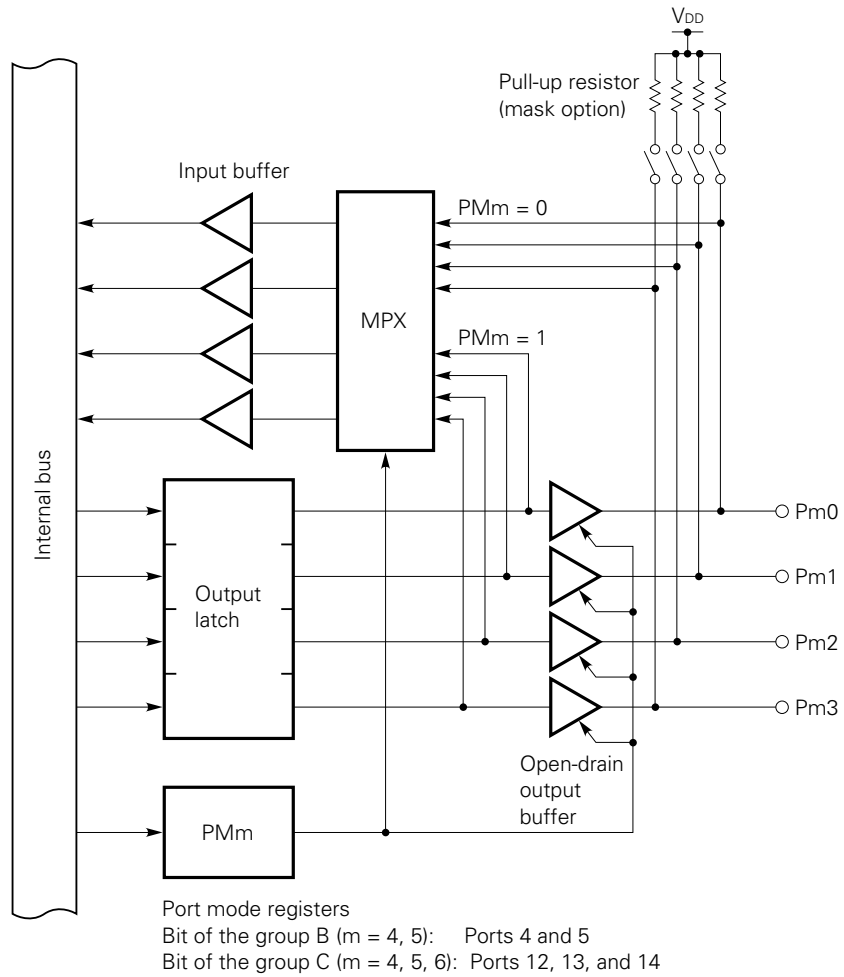 VDD
Pull-up resistor
(mask option)
Input buffer
PMm = 0
MPX
PMm = 1
Internal bus
Output
latch
Pm0
Pm1
Pm2
Pm3
Open-drain
output
buffer
PMm
Port mode registers
Bit of the group B (m = 4, 5): Ports 4 and 5
Bit of the group C (m = 4, 5, 6): Ports 12, 13, and 14